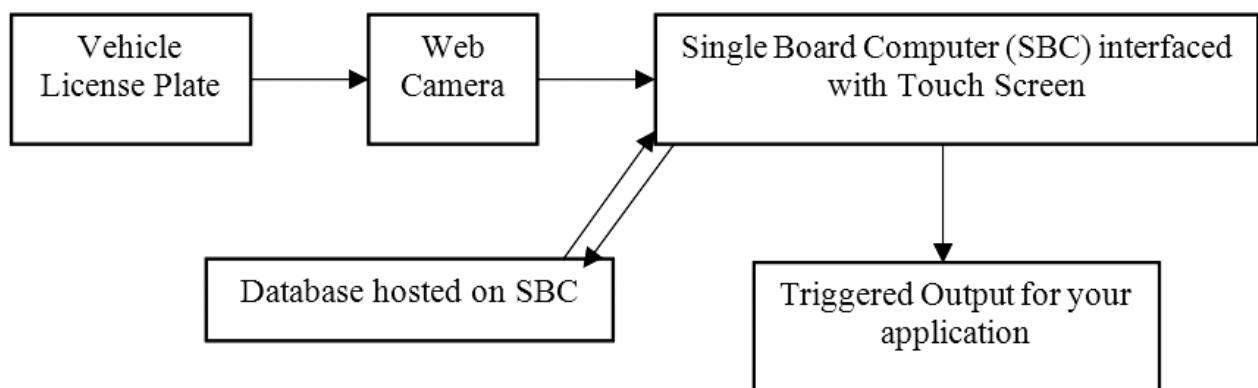 Vehicle
License Plate
Web
Camera
Single Board Computer (SBC) interfaced
with Touch Screen
Database hosted on SBC
Triggered Output for your
application